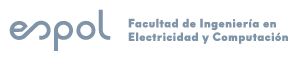 espol
Facultad de Ingeniería en
Electricidad y Computación